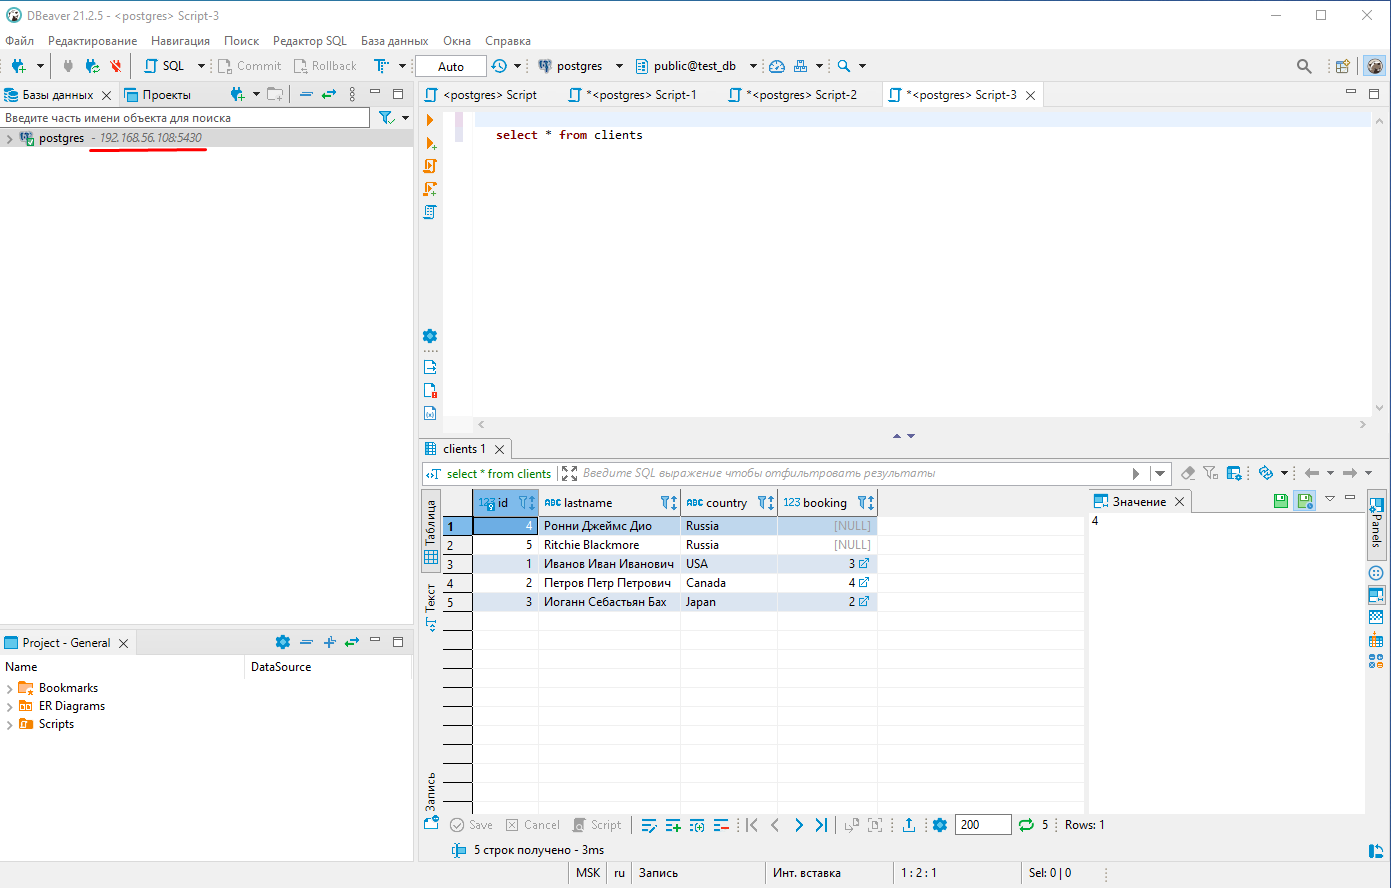 DBeaver 21.2.5 - <postgres> Script-3
Файл Редактирование Навигация Поиск Редактор SQL База данных Окна Справка
SQL Commit Rollback Auto postgres public@test_db
Базы данных Проекты
Введите часть имени объекта для поиска
postgres - 192.168.56.108:5430
<postgres> Script *<postgres> Script-1 *<postgres> Script-2 *<postgres> Script-3
select * from clients
clients 1
select * from clients Введите SQL выражение чтобы отфильтровать результаты
Таблица
Текст
Запись
123 id ABC lastname ABC country 123 booking
1 4 Ронни Джеймс Дио Russia [NULL]
2 5 Ritchie Blackmore Russia [NULL]
3 1 Иванов Иван Иванович USA 3
4 2 Петров Петр Петрович Canada 4
5 3 Иоганн Себастьян Бах Japan 2
Значение
4
Panels
Project - General
Name DataSource
Bookmarks
ER Diagrams
Scripts
Save Cancel Script 200 5 Rows: 1
5 строк получено - 3ms
MSK ru Запись Инт. вставка 1 : 2 : 1 Sel: 0 | 0